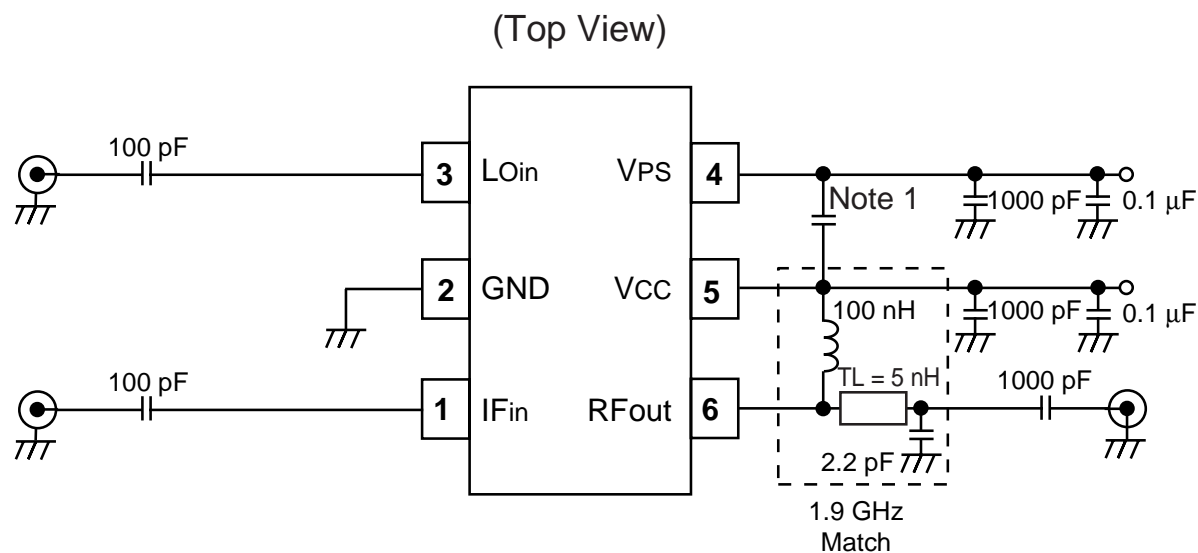 (Top View)
100 pF
3 LOin
VPS 4
Note 1
1000 pF
0.1 μF
2 GND
VCC 5
100 nH
1000 pF
0.1 μF
100 pF
1 IFin
RFout 6
TL = 5 nH
1000 pF
2.2 pF
1.9 GHz
Match